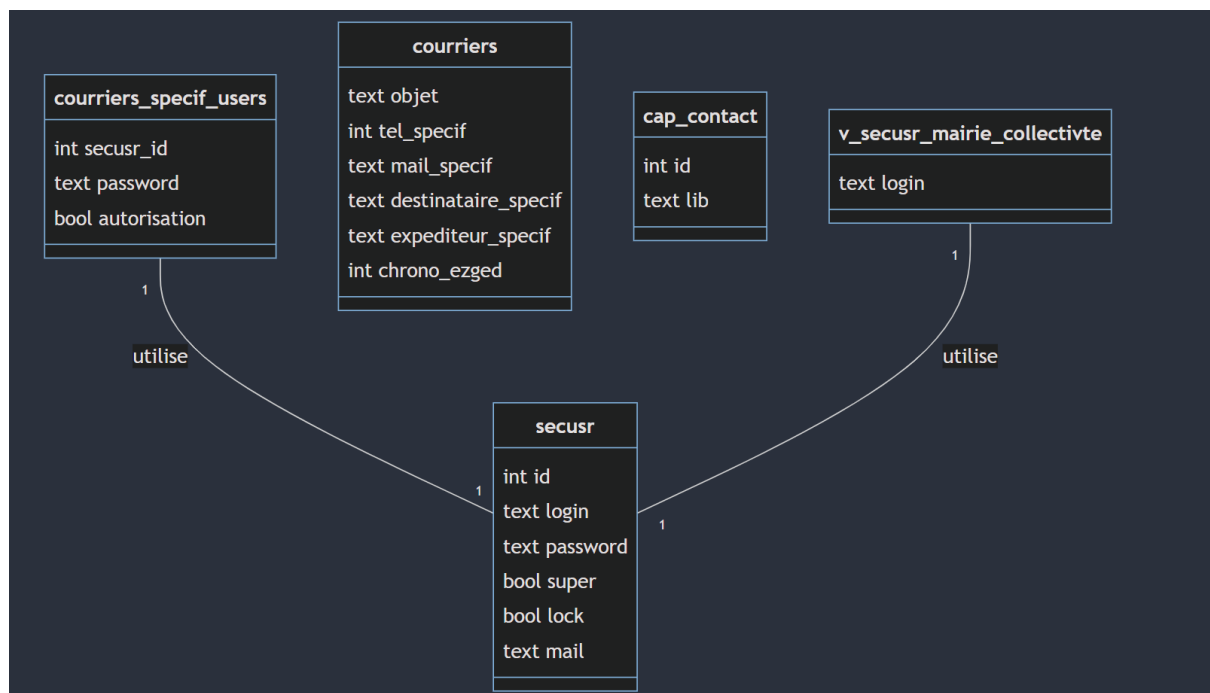 courriers_specif_users
int secusr_id
text password
bool autorisation
courriers
text objet
int tel_specif
text mail_specif
text destinataire_specif
text expediteur_specif
int chrono_ezged
cap_contact
int id
text lib
v_secusr_mairie_collectivte
text login
1
utilise
1
1
utilise
1
secusr
int id
text login
text password
bool super
bool lock
text mail